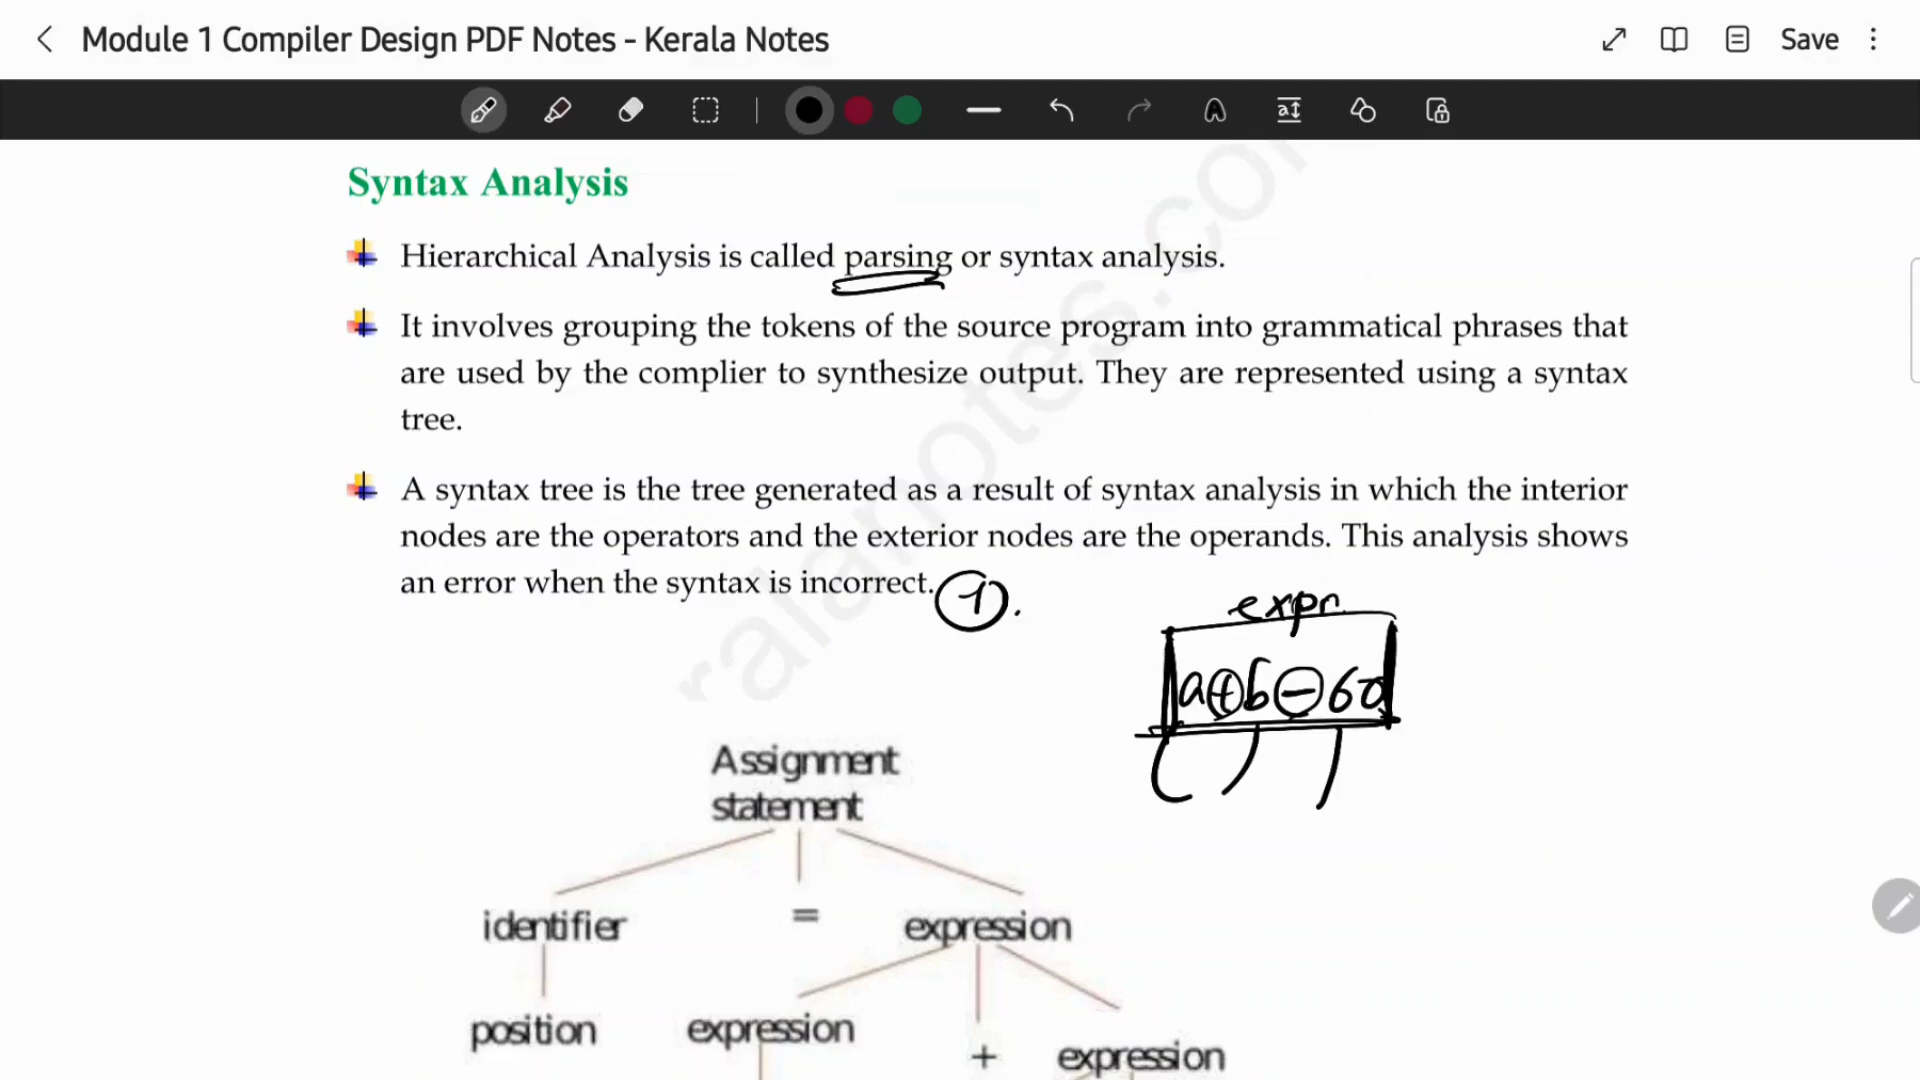 Module 1 Compiler Design PDF Notes - Kerala Notes
Save
Syntax Analysis
Hierarchical Analysis is called parsing or syntax analysis.
It involves grouping the tokens of the source program into grammatical phrases that
are used by the complier to synthesize output. They are represented using a syntax
tree.
A syntax tree is the tree generated as a result of syntax analysis in which the interior
nodes are the operators and the exterior nodes are the operands. This analysis shows
an error when the syntax is incorrect.
1.
expr
a+b-60
Assignment
statement
identifier = expression
position expression + expression
ralanotes.co